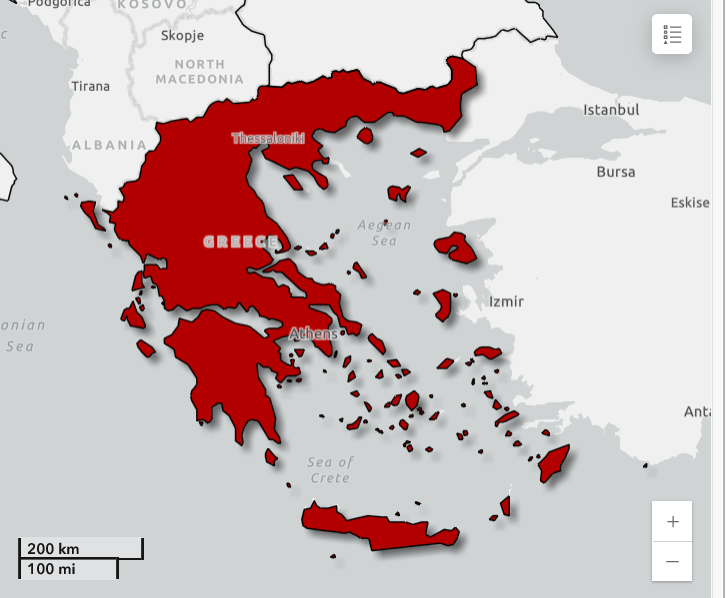 Podgorica
KOSOVO
c
Skopje
NORTH
MACEDONIA
Tirana
Istanbul
Thessaloniki
ALBANIA
Bursa
Eskise
Aegean
Sea
GREECE
Izmir
onian
Sea
Athens
Anta
Sea of
Crete
200 km
100 mi
+
−